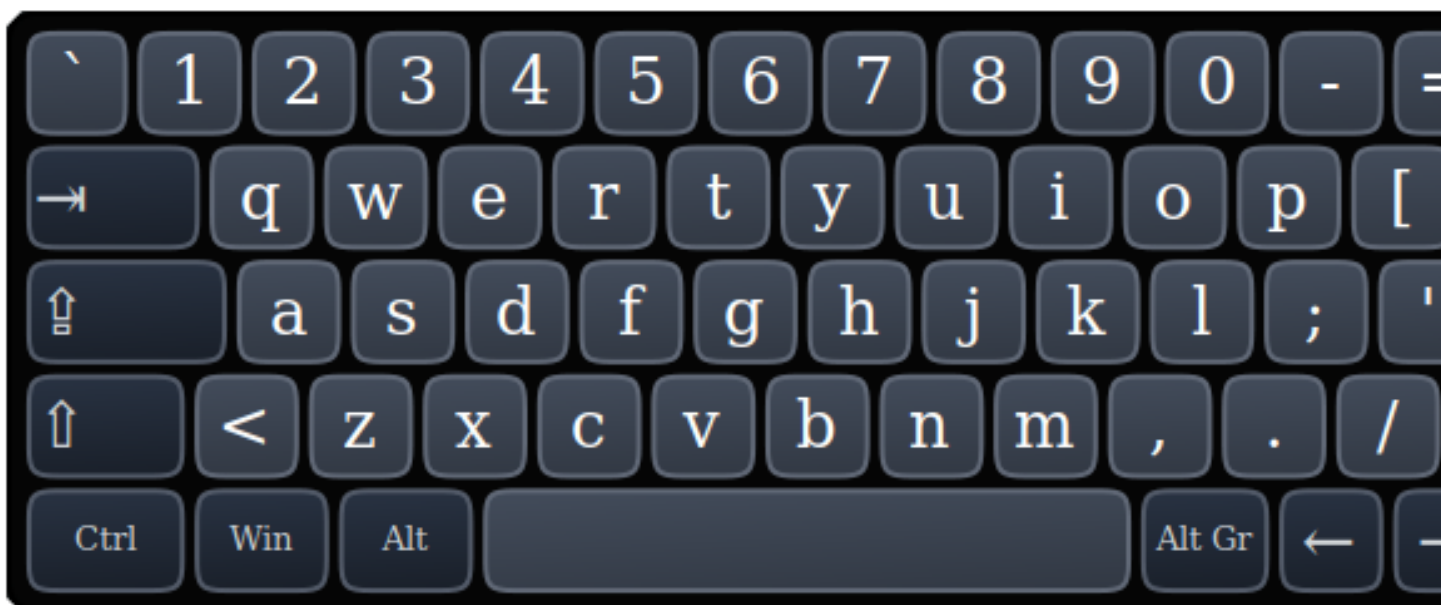 ` 1 2 3 4 5 6 7 8 9 0 - =
⇥ q w e r t y u i o p [
⇪ a s d f g h j k l ; '
⇧ < z x c v b n m , . /
Ctrl Win Alt Alt Gr ←